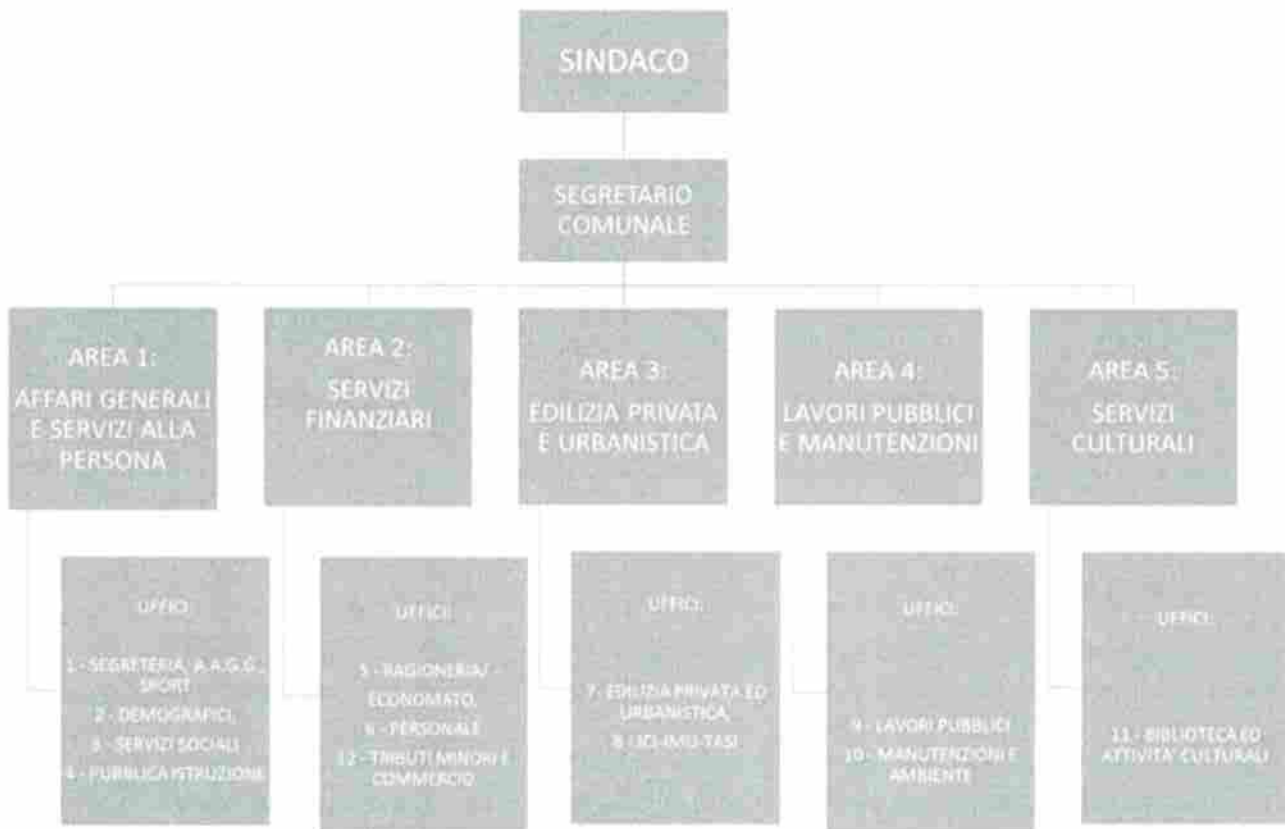 SINDACO
SEGRETARIO
COMUNALE
AREA 1:
AFFARI GENERALI
E SERVIZI ALLA
PERSONA
AREA 2:
SERVIZI
FINANZIARI
AREA 3:
EDILIZIA PRIVATA
E URBANISTICA
AREA 4:
LAVORI PUBBLICI
E MANUTENZIONI
AREA 5:
SERVIZI
CULTURALI
UFFICI:
1 - SEGRETERIA, A.A.G.G.,
SPORT
2 - DEMOGRAFICI,
3 - SERVIZI SOCIALI
4 - PUBBLICA ISTRUZIONE
UFFICI:
5 - RAGIONERIA/
ECONOMATO,
6 - PERSONALE
12 - TRIBUTI MINORI E
COMMERCIO
UFFICI:
7 - EDILIZIA PRIVATA ED
URBANISTICA,
8 - ICI-IMU-TASI
UFFICI:
9 - LAVORI PUBBLICI
10 - MANUTENZIONI E
AMBIENTE
UFFICI:
11 - BIBLIOTECA ED
ATTIVITA' CULTURALI